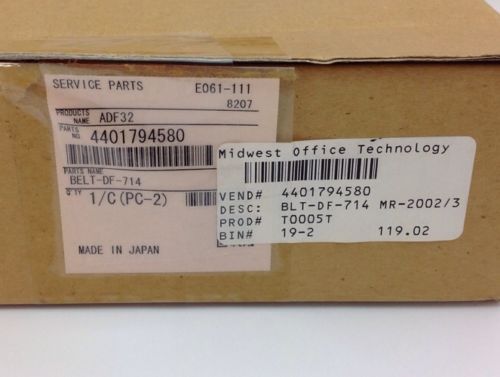 SERVICE PARTS E061-111
8207
PRODUCTS NAME ADF32
PARTS NO 4401794580
PARTS NAME
BELT-DF-714
Q'TY 1/C(PC-2)
MADE IN JAPAN
Midwest Office Technology
VEND# 4401794580
DESC: BLT-DF-714 MR-2002/3
PROD# T0005T
BIN# 19-2 119.02